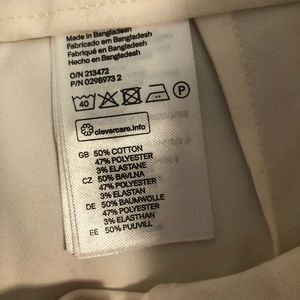 Made in Bangladesh
Fabricado em Bangladesh
Fabriqué en Bangladesh
Hecho en Bangladesh
O/N 213472
P/N 0298973 2
40 P
clevercare.info
GB 50% COTTON
47% POLYESTER
3% ELASTANE
CZ 50% BAVLNA
47% POLYESTER
3% ELASTAN
DE 50% BAUMWOLLE
47% POLYESTER
3% ELASTHAN
EE 50% PUUVILL